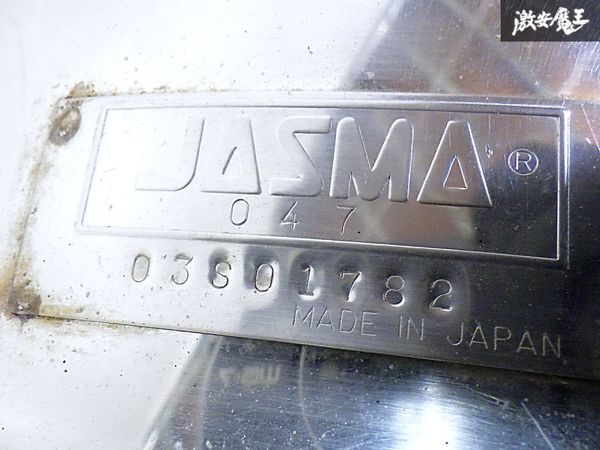 激安魔王
JASMA ®
047
03S01782
MADE IN JAPAN